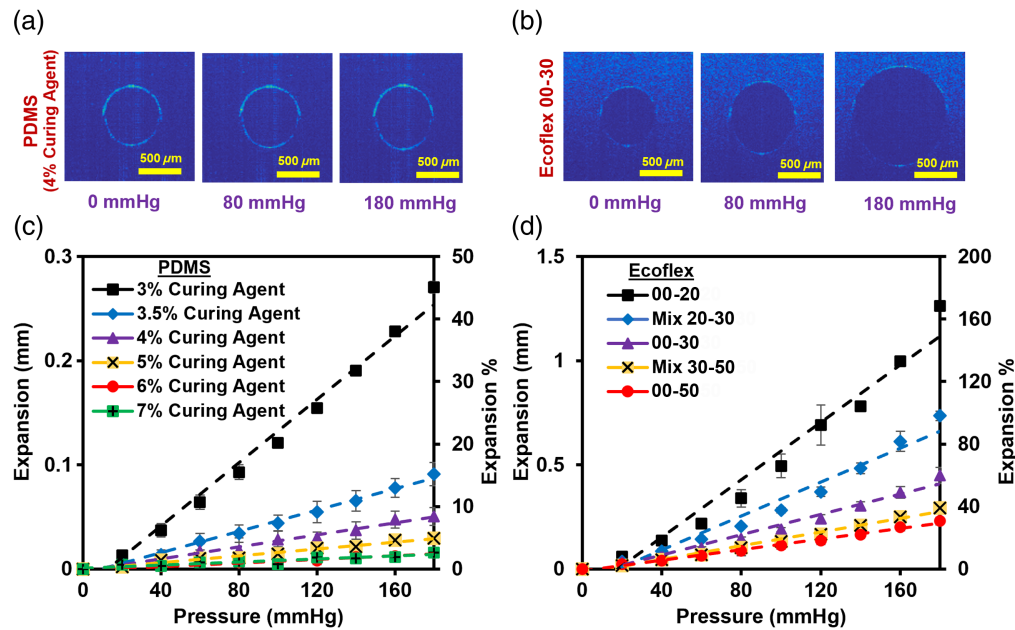 (a)
PDMS
(4% Curing Agent)
500 µm
500 µm
500 µm
0 mmHg
80 mmHg
180 mmHg
(b)
Ecoflex 00-30
500 µm
500 µm
500 µm
0 mmHg
80 mmHg
180 mmHg
(c)
PDMS
3% Curing Agent
3.5% Curing Agent
4% Curing Agent
5% Curing Agent
6% Curing Agent
7% Curing Agent
Expansion (mm)
0.3
0.2
0.1
0
Expansion %
50
40
30
20
10
0
0 40 80 120 160
Pressure (mmHg)
(d)
Ecoflex
00-20
Mix 20-30
00-30
Mix 30-50
00-50
Expansion (mm)
1.5
1
0.5
0
Expansion %
200
160
120
80
40
0
0 40 80 120 160
Pressure (mmHg)